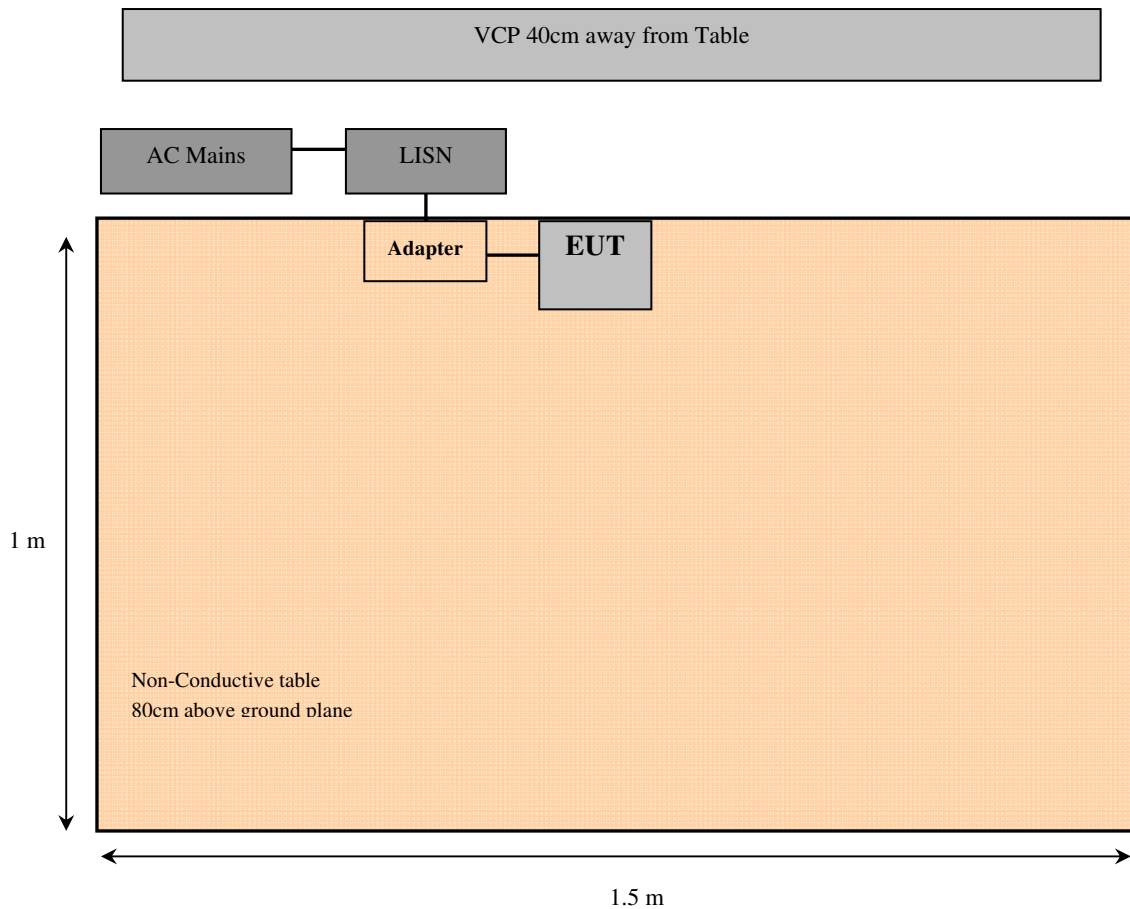 VCP 40cm away from Table
AC Mains
LISN
Adapter
EUT
1 m
Non-Conductive table
80cm above ground plane
1.5 m